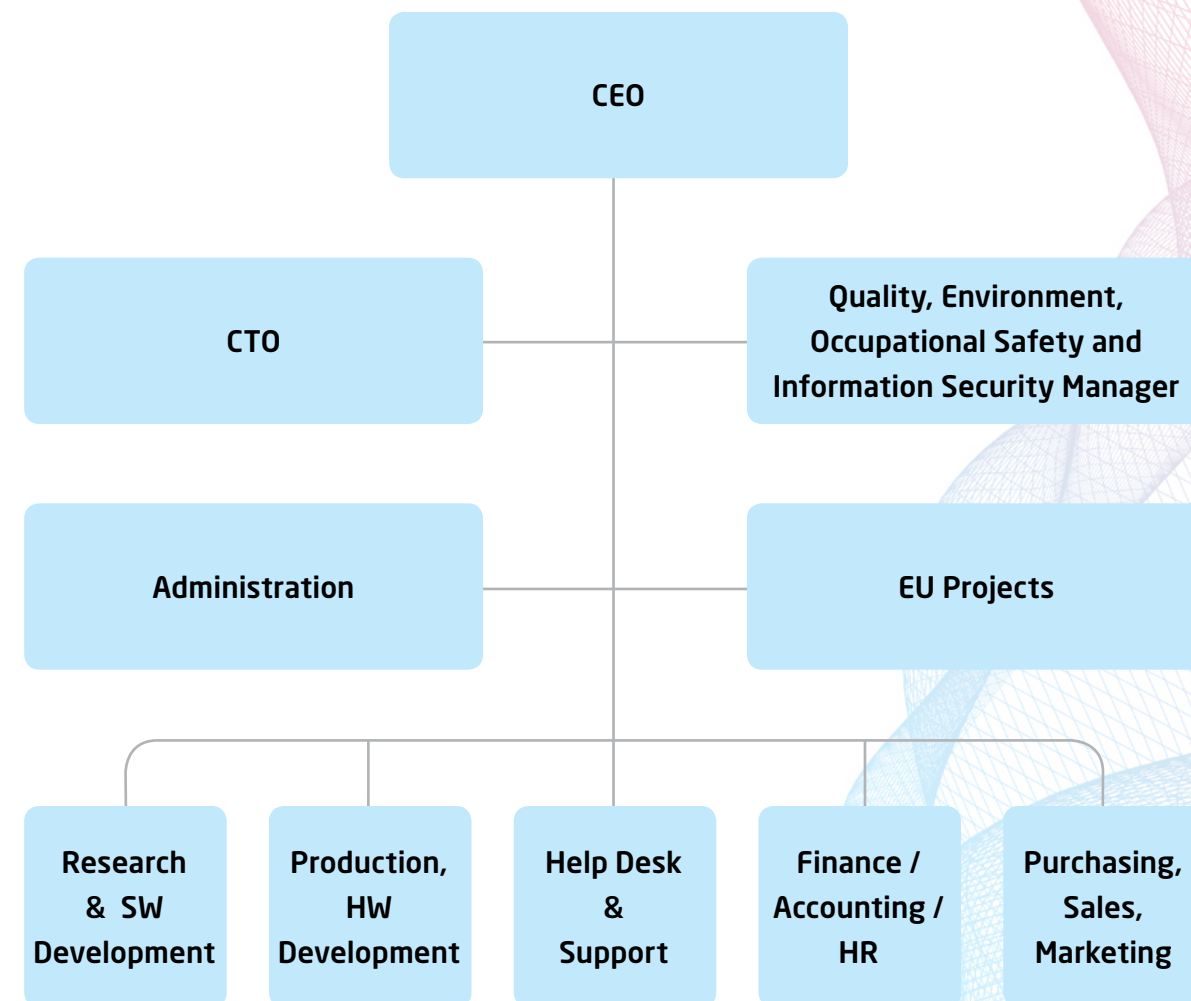 CEO
CTO
Quality, Environment,
Occupational Safety and
Information Security Manager
Administration
EU Projects
Research
& SW
Development
Production,
HW
Development
Help Desk
&
Support
Finance /
Accounting /
HR
Purchasing,
Sales,
Marketing